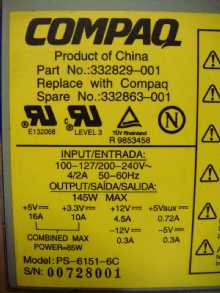 COMPAQ
Product of China
Part No.:332829-001
Replace with Compaq
Spare No.:332863-001
E132068
LEVEL 3
TÜV Rheinland
R 9853458
INPUT/ENTRADA:
100-127/200-240V~
4/2A 50-60Hz
OUTPUT/SAÍDA/SALIDA:
145W MAX
+5V +3.3V +12V +5Vaux
16A 10A 4.5A 0.72A
COMBINED MAX POWER=85W
-12V -5V
0.3A 0.3A
Model: PS-6151-6C
S/N: 00728001